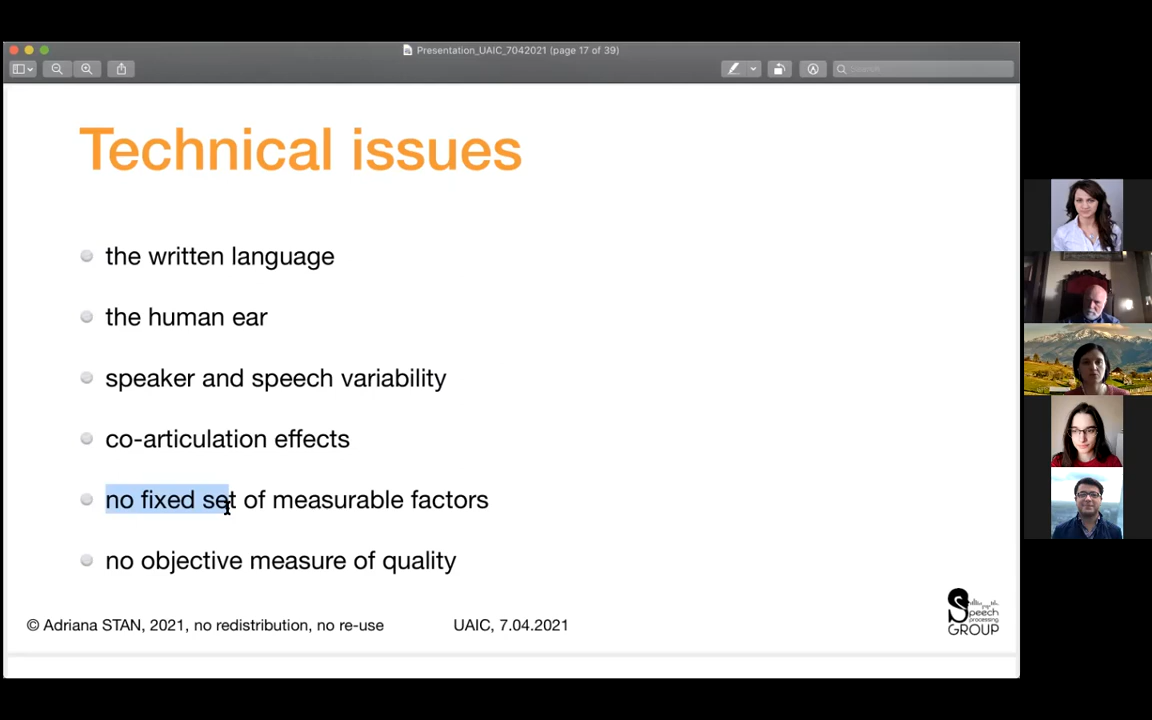 Presentation_UAIC_7042021 (page 17 of 39)
Search
Technical issues
the written language
the human ear
speaker and speech variability
co-articulation effects
no fixed set of measurable factors
no objective measure of quality
© Adriana STAN, 2021, no redistribution, no re-use
UAIC, 7.04.2021
Speech
processing
GROUP